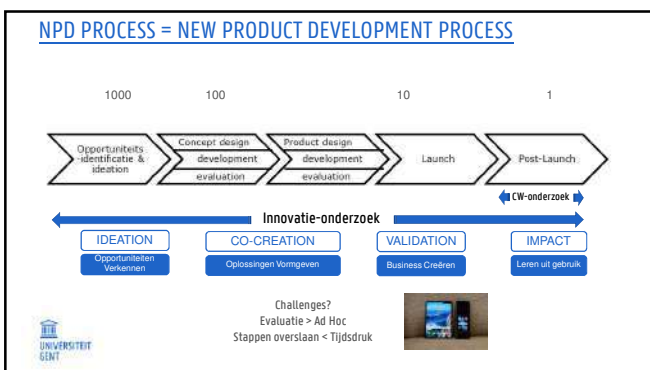 NPD PROCESS = NEW PRODUCT DEVELOPMENT PROCESS
1000 100 10 1
Opportuniteits
-identificatie &
ideation
Concept design
development
evaluation
Product design
development
evaluation
Launch
Post-Launch
CW-onderzoek
Innovatie-onderzoek
IDEATION
Opportuniteiten
Verkennen
CO-CREATION
Oplossingen Vormgeven
VALIDATION
Business Creëren
IMPACT
Leren uit gebruik
Challenges?
Evaluatie > Ad Hoc
Stappen overslaan < Tijdsdruk
UNIVERSITEIT
GENT